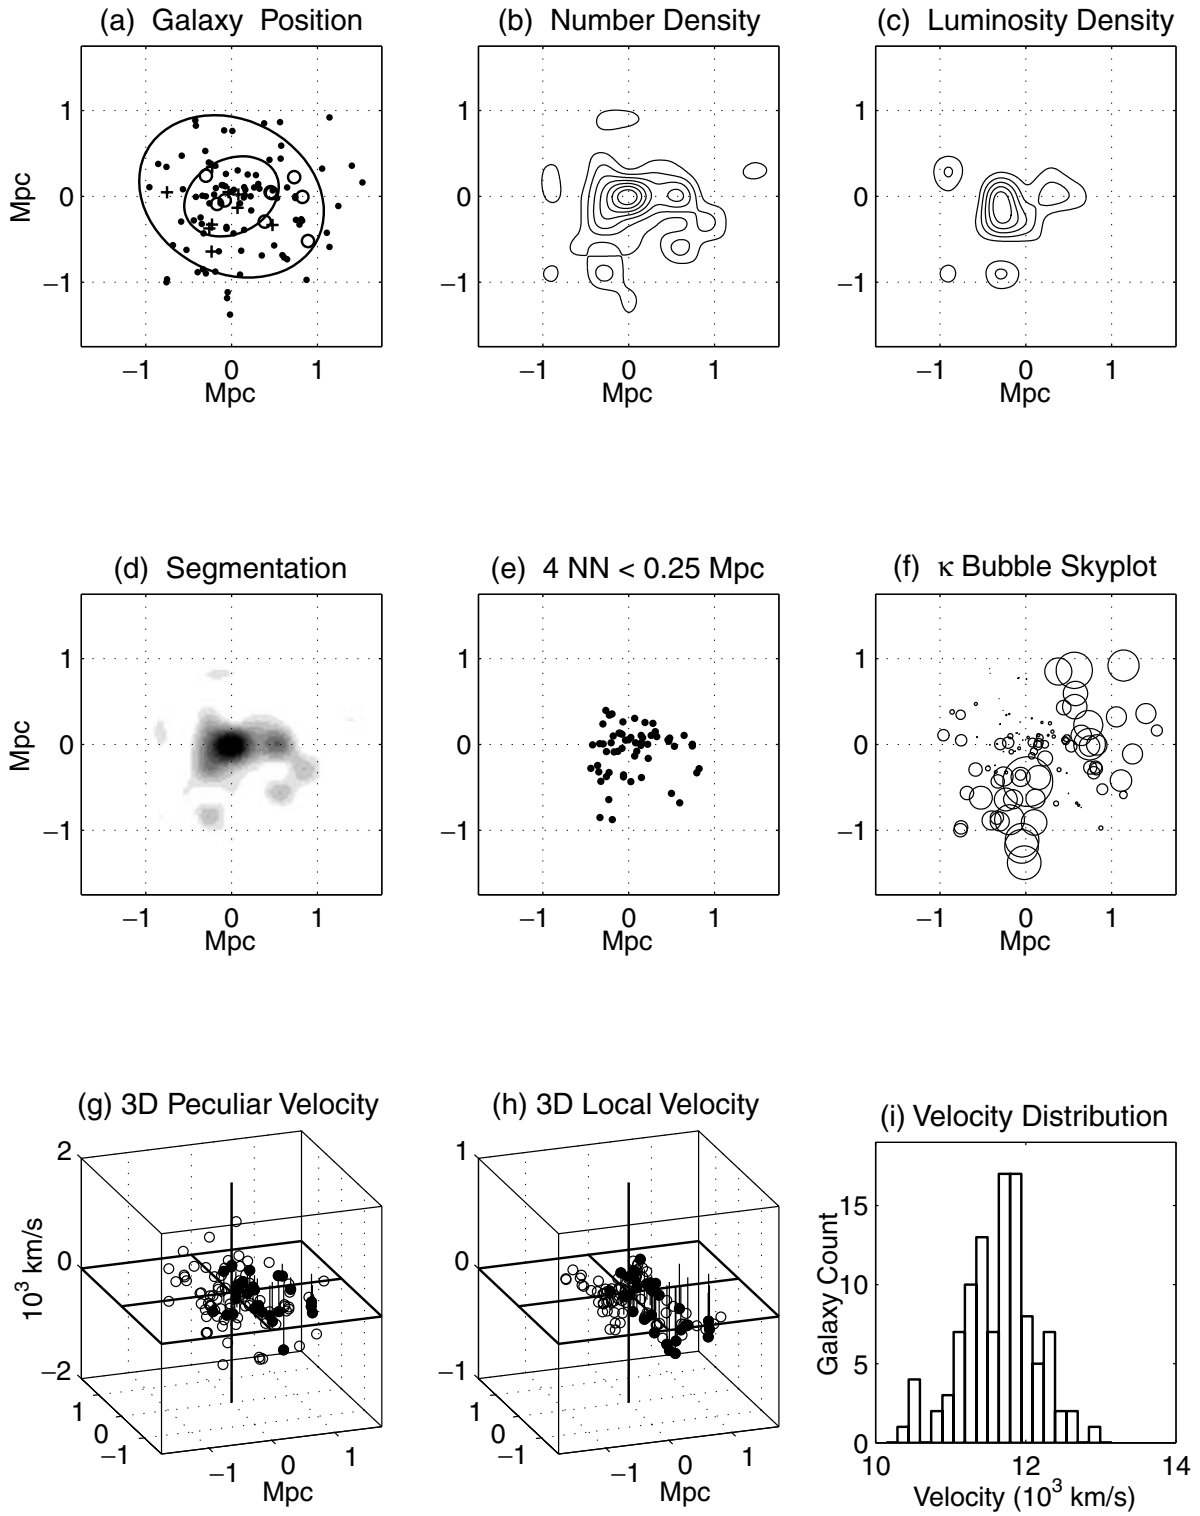 (a) Galaxy Position
(b) Number Density
(c) Luminosity Density
Mpc
1
0
−1
−1 0 1
Mpc
1
0
−1
−1 0 1
Mpc
1
0
−1
−1 0 1
Mpc
(d) Segmentation
(e) 4 NN < 0.25 Mpc
(f) κ Bubble Skyplot
Mpc
1
0
−1
−1 0 1
Mpc
1
0
−1
−1 0 1
Mpc
1
0
−1
−1 0 1
Mpc
(g) 3D Peculiar Velocity
(h) 3D Local Velocity
(i) Velocity Distribution
10³ km/s
2
0
−2
1
0
−1
−1 0 1
Mpc
1
0
−1
1
0
−1
−1 0 1
Mpc
Galaxy Count
15
10
5
0
10 12 14
Velocity (10³ km/s)